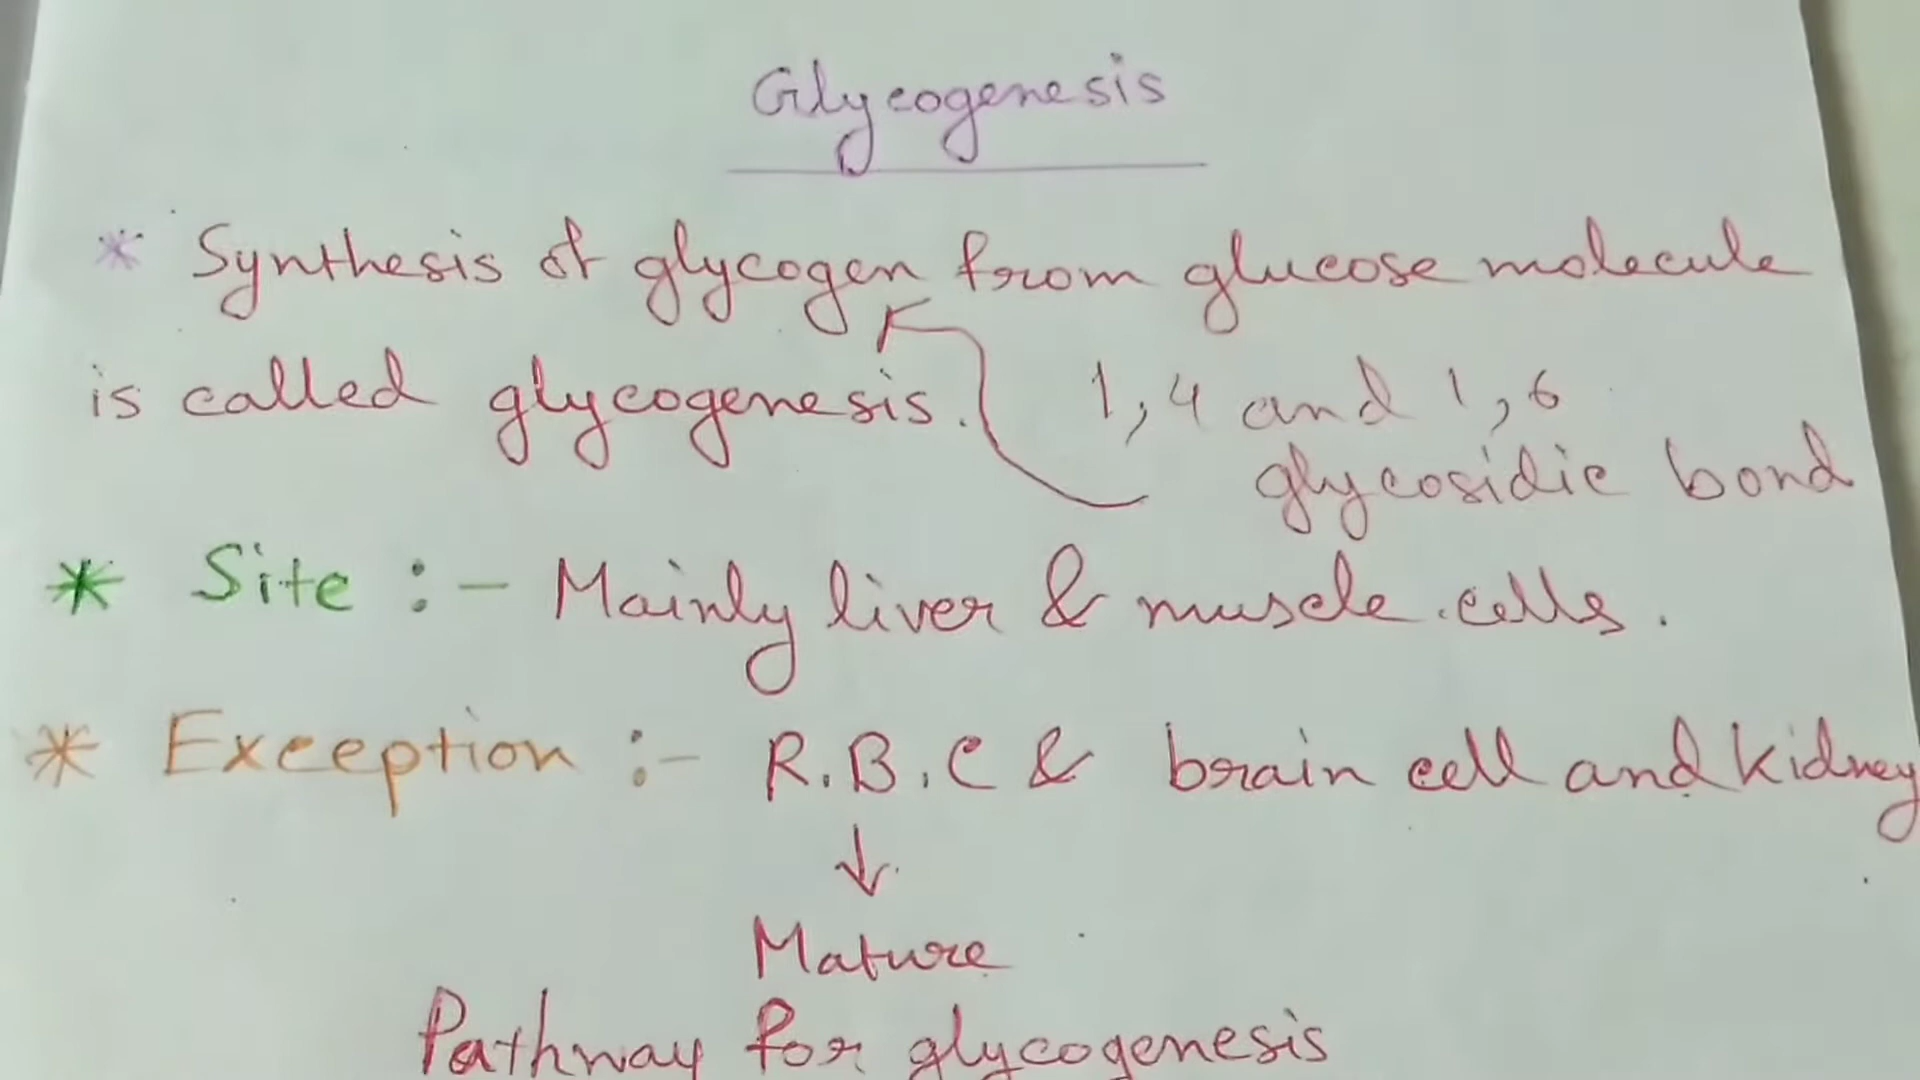 Glycogenesis
* Synthesis of glycogen from glucose molecule
is called glycogenesis. 1,4 and 1,6
glycosidic bond
* Site :- Mainly liver & muscle cells.
* Exception :- R.B.C & brain cell and kidney
↓
Mature
Pathway for glycogenesis